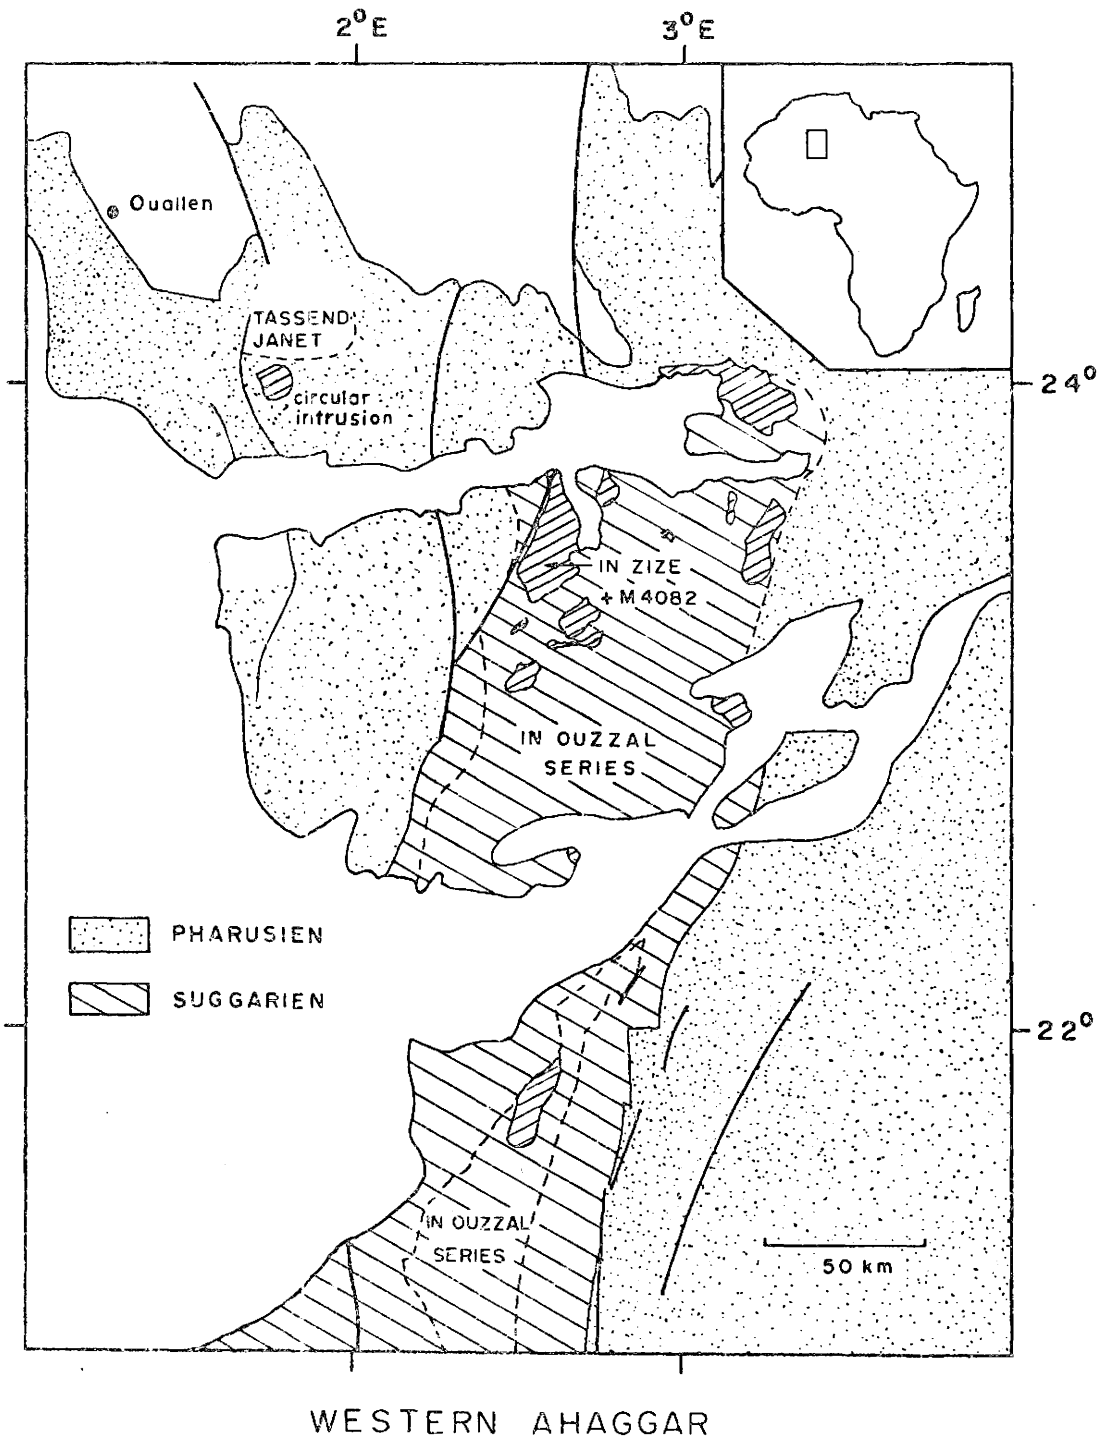 2°E
3°E
Ouallen
TASSEND
JANET
circular
intrusion
24°
IN ZIZE
+ M4082
IN OUZZAL
SERIES
PHARUSIEN
SUGGARIEN
22°
IN OUZZAL
SERIES
50 km
WESTERN AHAGGAR